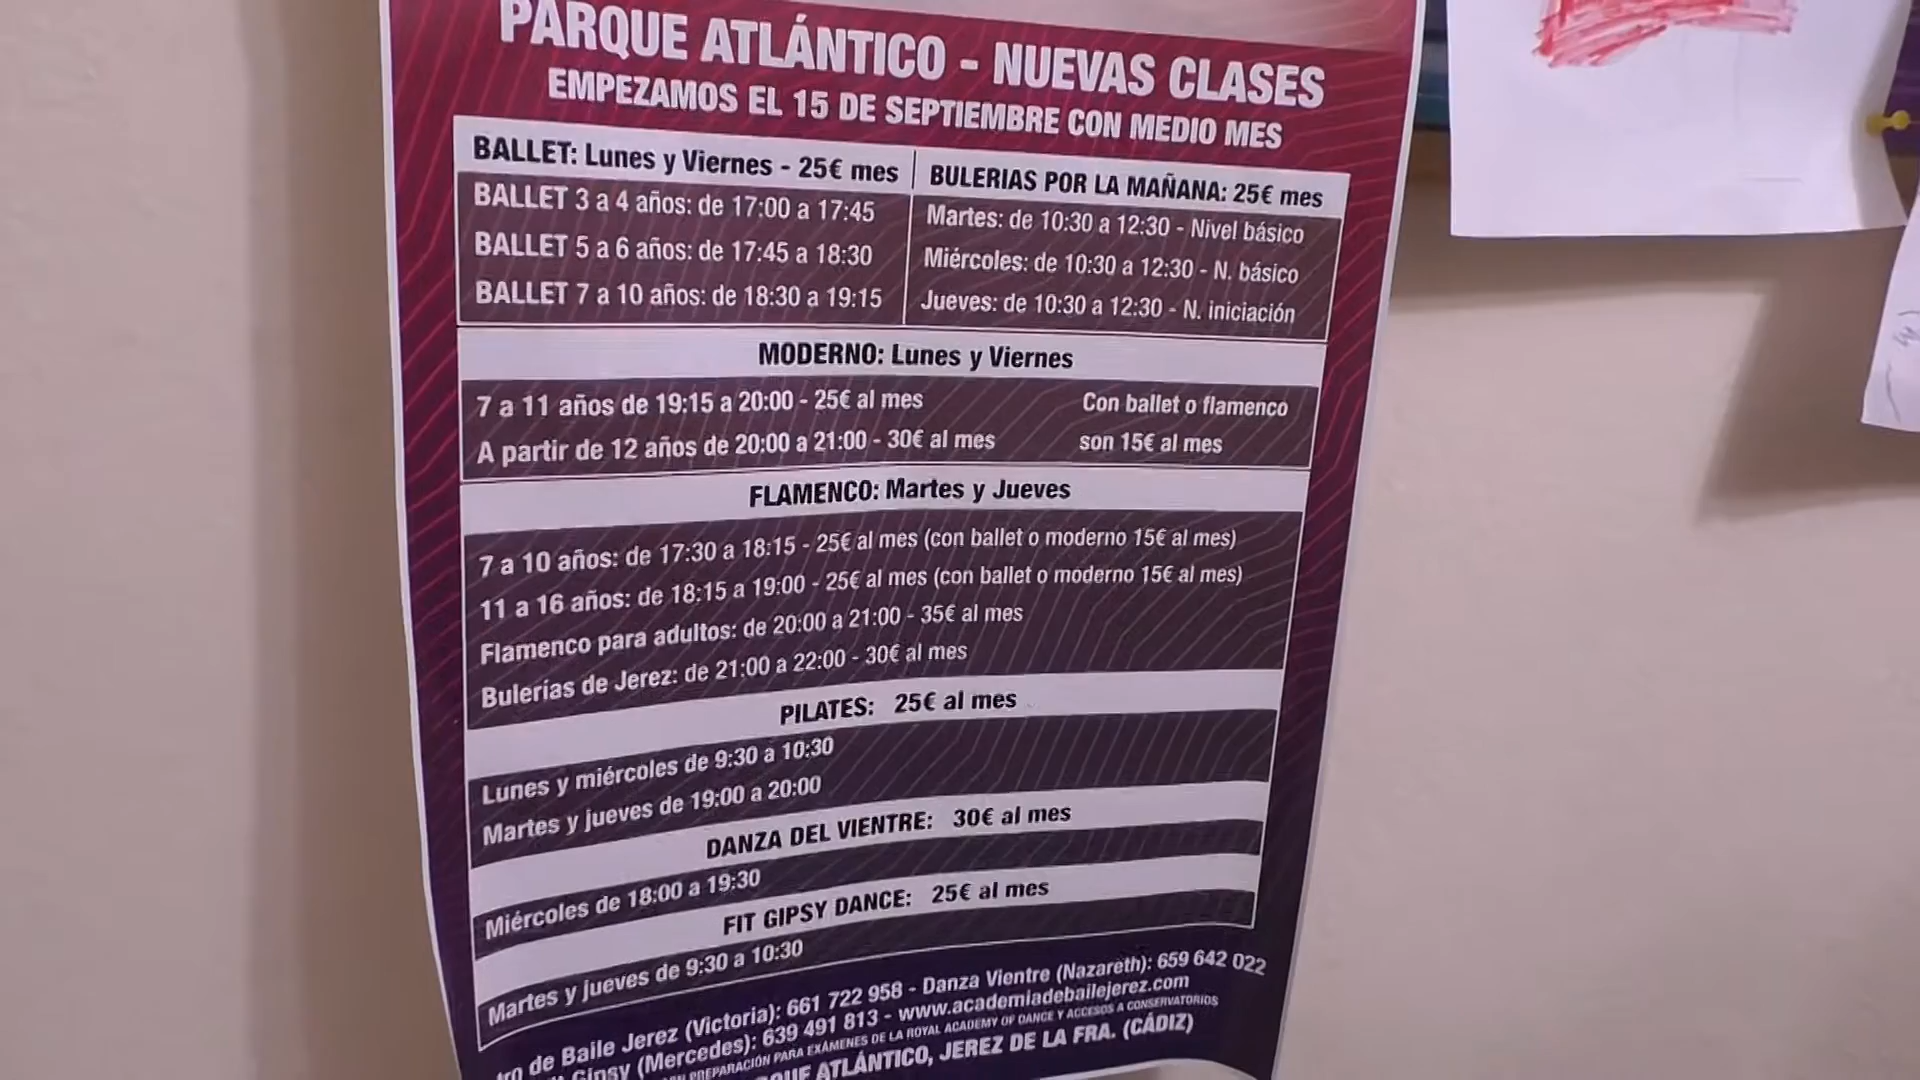 PARQUE ATLÁNTICO - NUEVAS CLASES
EMPEZAMOS EL 15 DE SEPTIEMBRE CON MEDIO MES
BALLET: Lunes y Viernes - 25€ mes
BALLET 3 a 4 años: de 17:00 a 17:45
BALLET 5 a 6 años: de 17:45 a 18:30
BALLET 7 a 10 años: de 18:30 a 19:15
BULERIAS POR LA MAÑANA: 25€ mes
Martes: de 10:30 a 12:30 - Nivel básico
Miércoles: de 10:30 a 12:30 - N. básico
Jueves: de 10:30 a 12:30 - N. iniciación
MODERNO: Lunes y Viernes
7 a 11 años de 19:15 a 20:00 - 25€ al mes
A partir de 12 años de 20:00 a 21:00 - 30€ al mes
Con ballet o flamenco
son 15€ al mes
FLAMENCO: Martes y Jueves
7 a 10 años: de 17:30 a 18:15 - 25€ al mes (con ballet o moderno 15€ al mes)
11 a 16 años: de 18:15 a 19:00 - 25€ al mes (con ballet o moderno 15€ al mes)
Flamenco para adultos: de 20:00 a 21:00 - 35€ al mes
Bulerías de Jerez: de 21:00 a 22:00 - 30€ al mes
PILATES: 25€ al mes
Lunes y miércoles de 9:30 a 10:30
Martes y jueves de 19:00 a 20:00
DANZA DEL VIENTRE: 30€ al mes
Miércoles de 18:00 a 19:30
FIT GIPSY DANCE: 25€ al mes
Martes y jueves de 9:30 a 10:30
de Baile Jerez (Victoria): 661 722 958 - Danza Vientre (Nazareth): 659 642 022
Gipsy (Mercedes): 639 491 813 - www.academiadebailejerez.com
PREPARACIÓN PARA EXÁMENES DE LA ROYAL ACADEMY OF DANCE Y ACCESOS A CONSERVATORIOS
ATLÁNTICO, JEREZ DE LA FRA. (CÁDIZ)